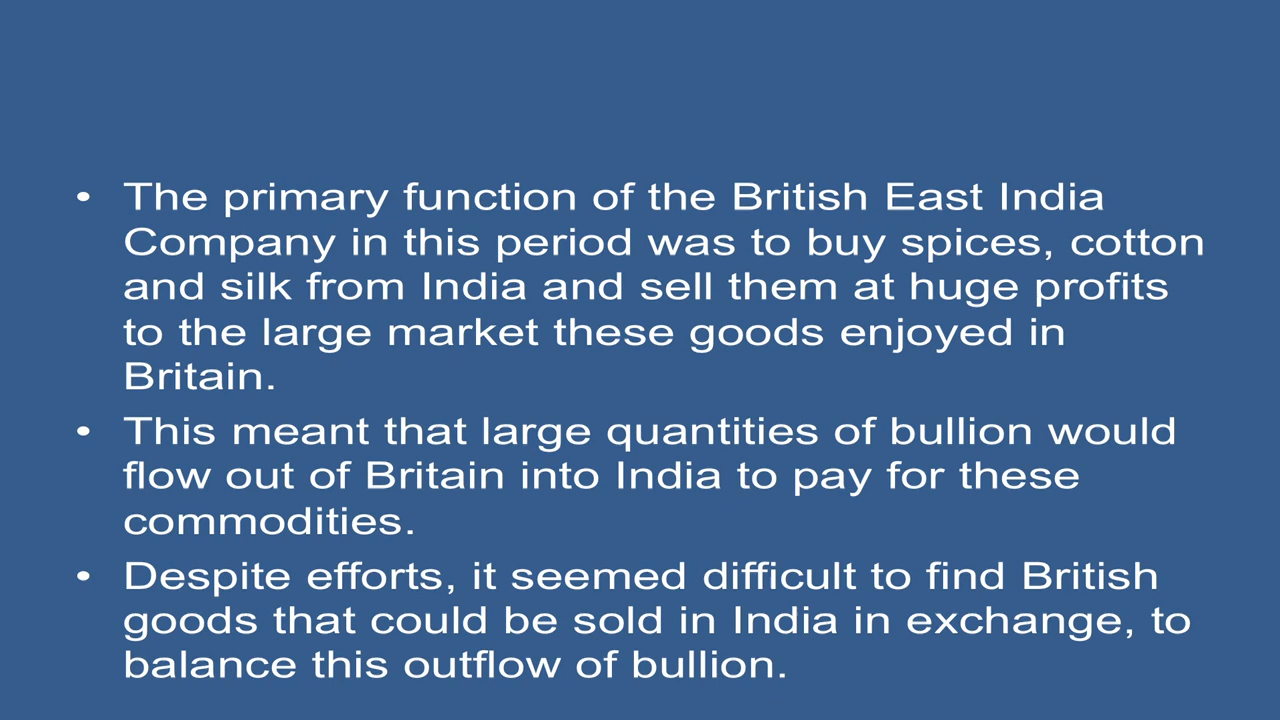 • The primary function of the British East India
Company in this period was to buy spices, cotton
and silk from India and sell them at huge profits
to the large market these goods enjoyed in
Britain.
• This meant that large quantities of bullion would
flow out of Britain into India to pay for these
commodities.
• Despite efforts, it seemed difficult to find British
goods that could be sold in India in exchange, to
balance this outflow of bullion.